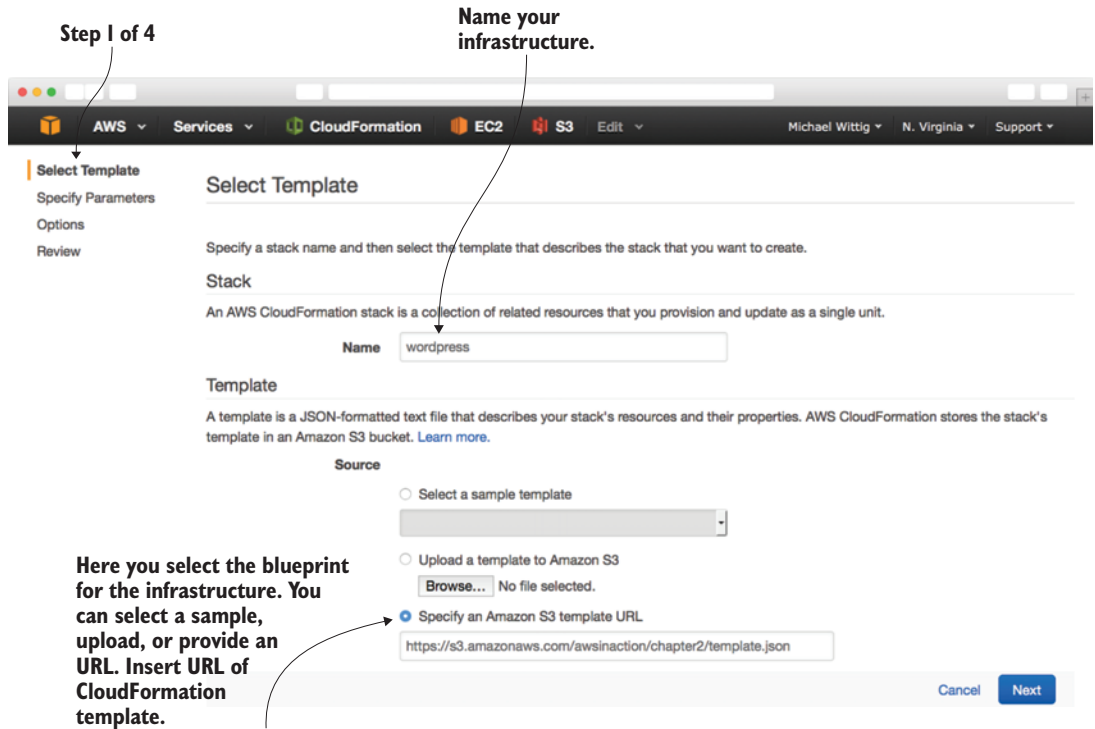 Step 1 of 4
Name your
infrastructure.
AWS Services CloudFormation EC2 S3 Edit Michael Wittig N. Virginia Support
Select Template
Specify Parameters
Options
Review
Select Template
Specify a stack name and then select the template that describes the stack that you want to create.
Stack
An AWS CloudFormation stack is a collection of related resources that you provision and update as a single unit.
Name wordpress
Template
A template is a JSON-formatted text file that describes your stack's resources and their properties. AWS CloudFormation stores the stack's
template in an Amazon S3 bucket. Learn more.
Source
Select a sample template
Upload a template to Amazon S3
Browse... No file selected.
Specify an Amazon S3 template URL
https://s3.amazonaws.com/awsinaction/chapter2/template.json
Here you select the blueprint
for the infrastructure. You
can select a sample,
upload, or provide an
URL. Insert URL of
CloudFormation
template.
Cancel Next